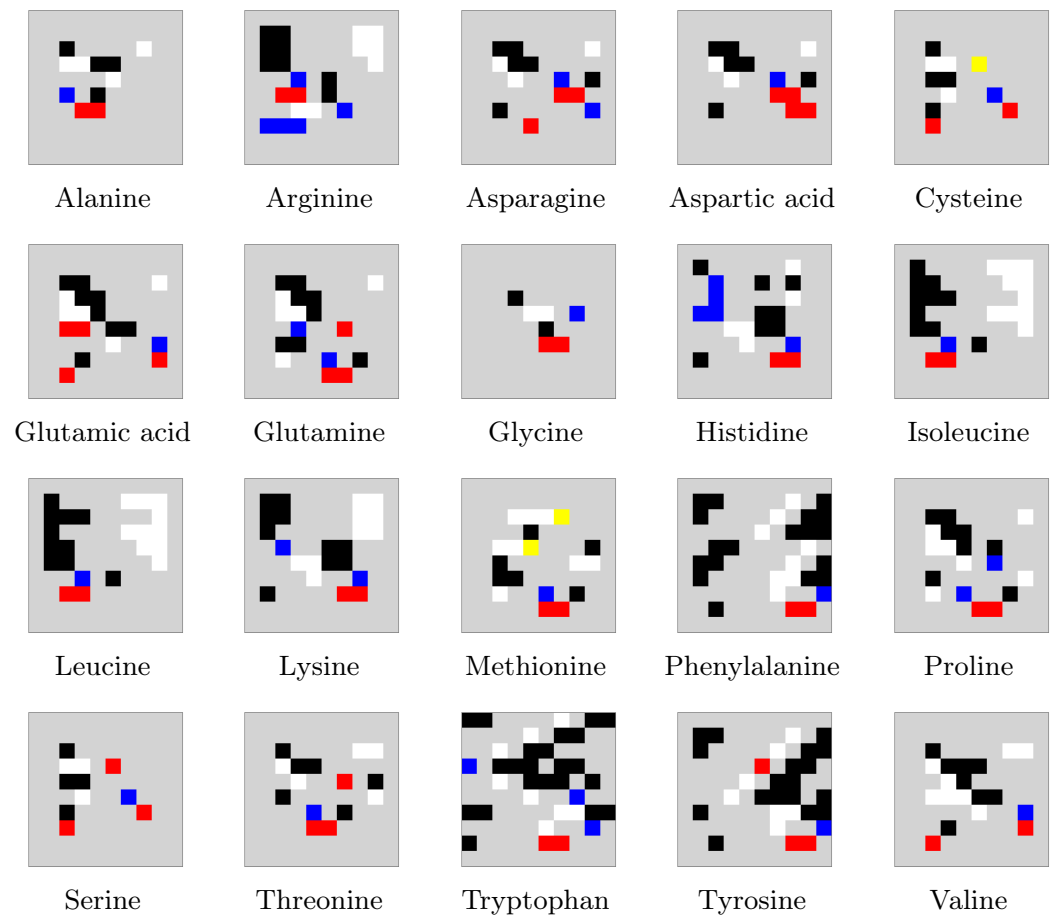 Alanine Arginine Asparagine Aspartic acid Cysteine
Glutamic acid Glutamine Glycine Histidine Isoleucine
Leucine Lysine Methionine Phenylalanine Proline
Serine Threonine Tryptophan Tyrosine Valine